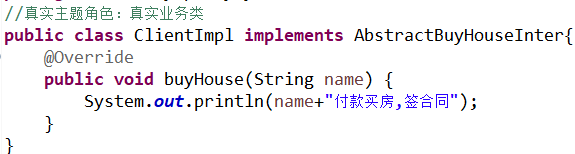 //真实主题角色：真实业务类
public class ClientImpl implements AbstractBuyHouseInter{
    @Override
    public void buyHouse(String name) {
        System.out.println(name+"付款买房,签合同");
    }
}